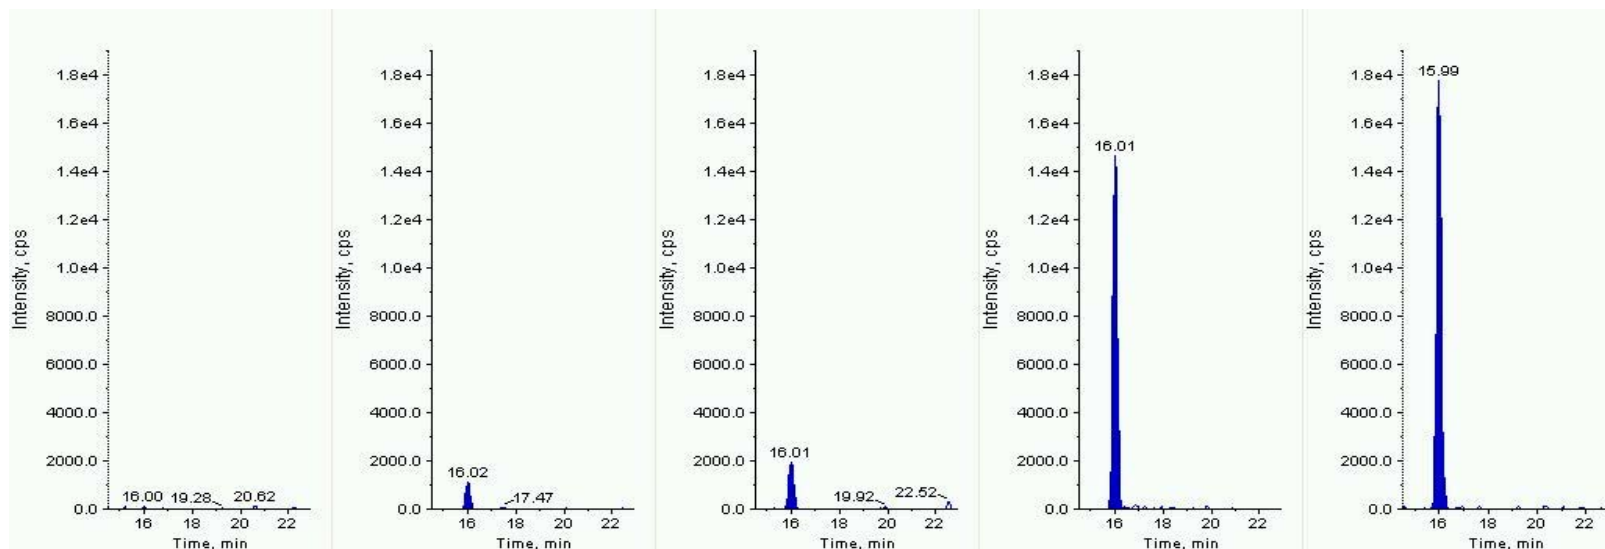 Intensity, cps
1.8e4
1.6e4
1.4e4
1.2e4
1.0e4
8000.0
6000.0
4000.0
2000.0
0.0
16.00 19.28 20.62
16 18 20 22
Time, min
Intensity, cps
1.8e4
1.6e4
1.4e4
1.2e4
1.0e4
8000.0
6000.0
4000.0
2000.0
0.0
16.02
17.47
16 18 20 22
Time, min
Intensity, cps
1.8e4
1.6e4
1.4e4
1.2e4
1.0e4
8000.0
6000.0
4000.0
2000.0
0.0
16.01
19.92 22.52
16 18 20 22
Time, min
Intensity, cps
1.8e4
1.6e4
1.4e4
1.2e4
1.0e4
8000.0
6000.0
4000.0
2000.0
0.0
16.01
16 18 20 22
Time, min
Intensity, cps
1.8e4
1.6e4
1.4e4
1.2e4
1.0e4
8000.0
6000.0
4000.0
2000.0
0.0
15.99
16 18 20 22
Time, min